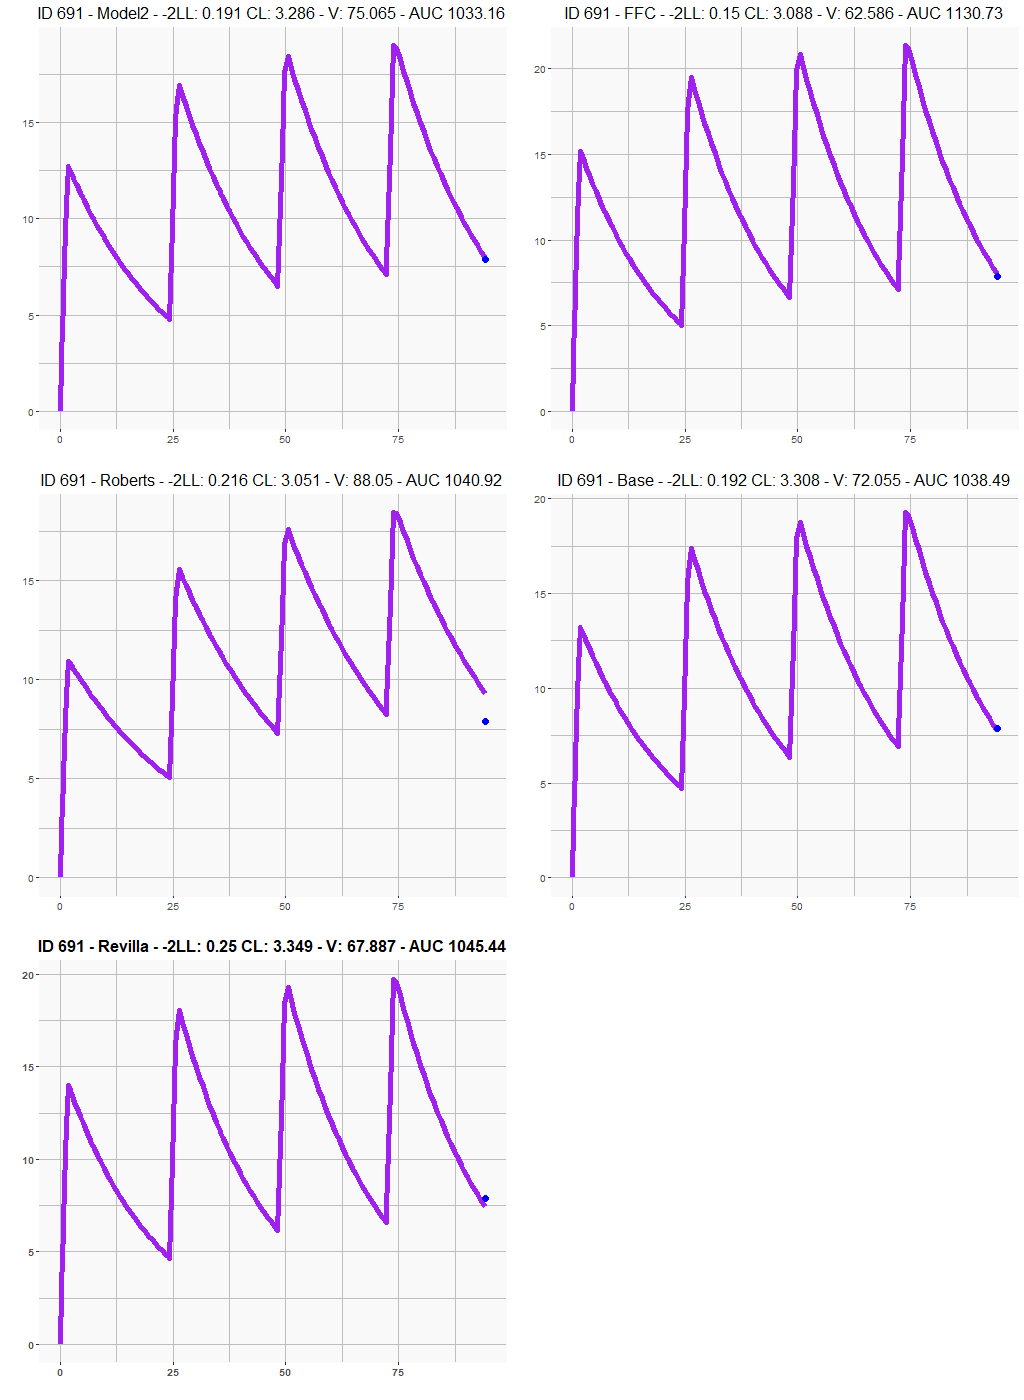 ID 691 - Model2 - -2LL: 0.191 CL: 3.286 - V: 75.065 - AUC 1033.16
15
10
5
0
0 25 50 75
ID 691 - FFC - -2LL: 0.15 CL: 3.088 - V: 62.586 - AUC 1130.73
20
15
10
5
0
0 25 50 75
ID 691 - Roberts - -2LL: 0.216 CL: 3.051 - V: 88.05 - AUC 1040.92
15
10
5
0
0 25 50 75
ID 691 - Base - -2LL: 0.192 CL: 3.308 - V: 72.055 - AUC 1038.49
20
15
10
5
0
0 25 50 75
ID 691 - Revilla - -2LL: 0.25 CL: 3.349 - V: 67.887 - AUC 1045.44
20
15
10
5
0
0 25 50 75